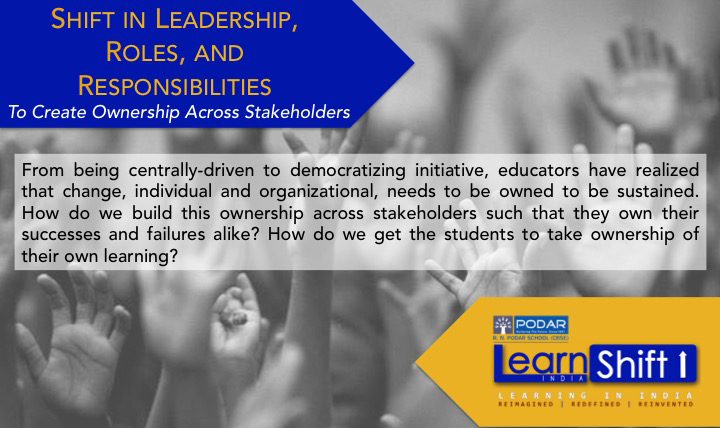 SHIFT IN LEADERSHIP,
ROLES, AND
RESPONSIBILITIES
To Create Ownership Across Stakeholders
From being centrally-driven to democratizing initiative, educators have realized
that change, individual and organizational, needs to be owned to be sustained.
How do we build this ownership across stakeholders such that they own their
successes and failures alike? How do we get the students to take ownership of
their own learning?
PODAR
R. N. PODAR SCHOOL (CBSE)
Learn Shift 1
INDIA
LEARNING IN INDIA
REIMAGINED | REDEFINED | REINVENTED